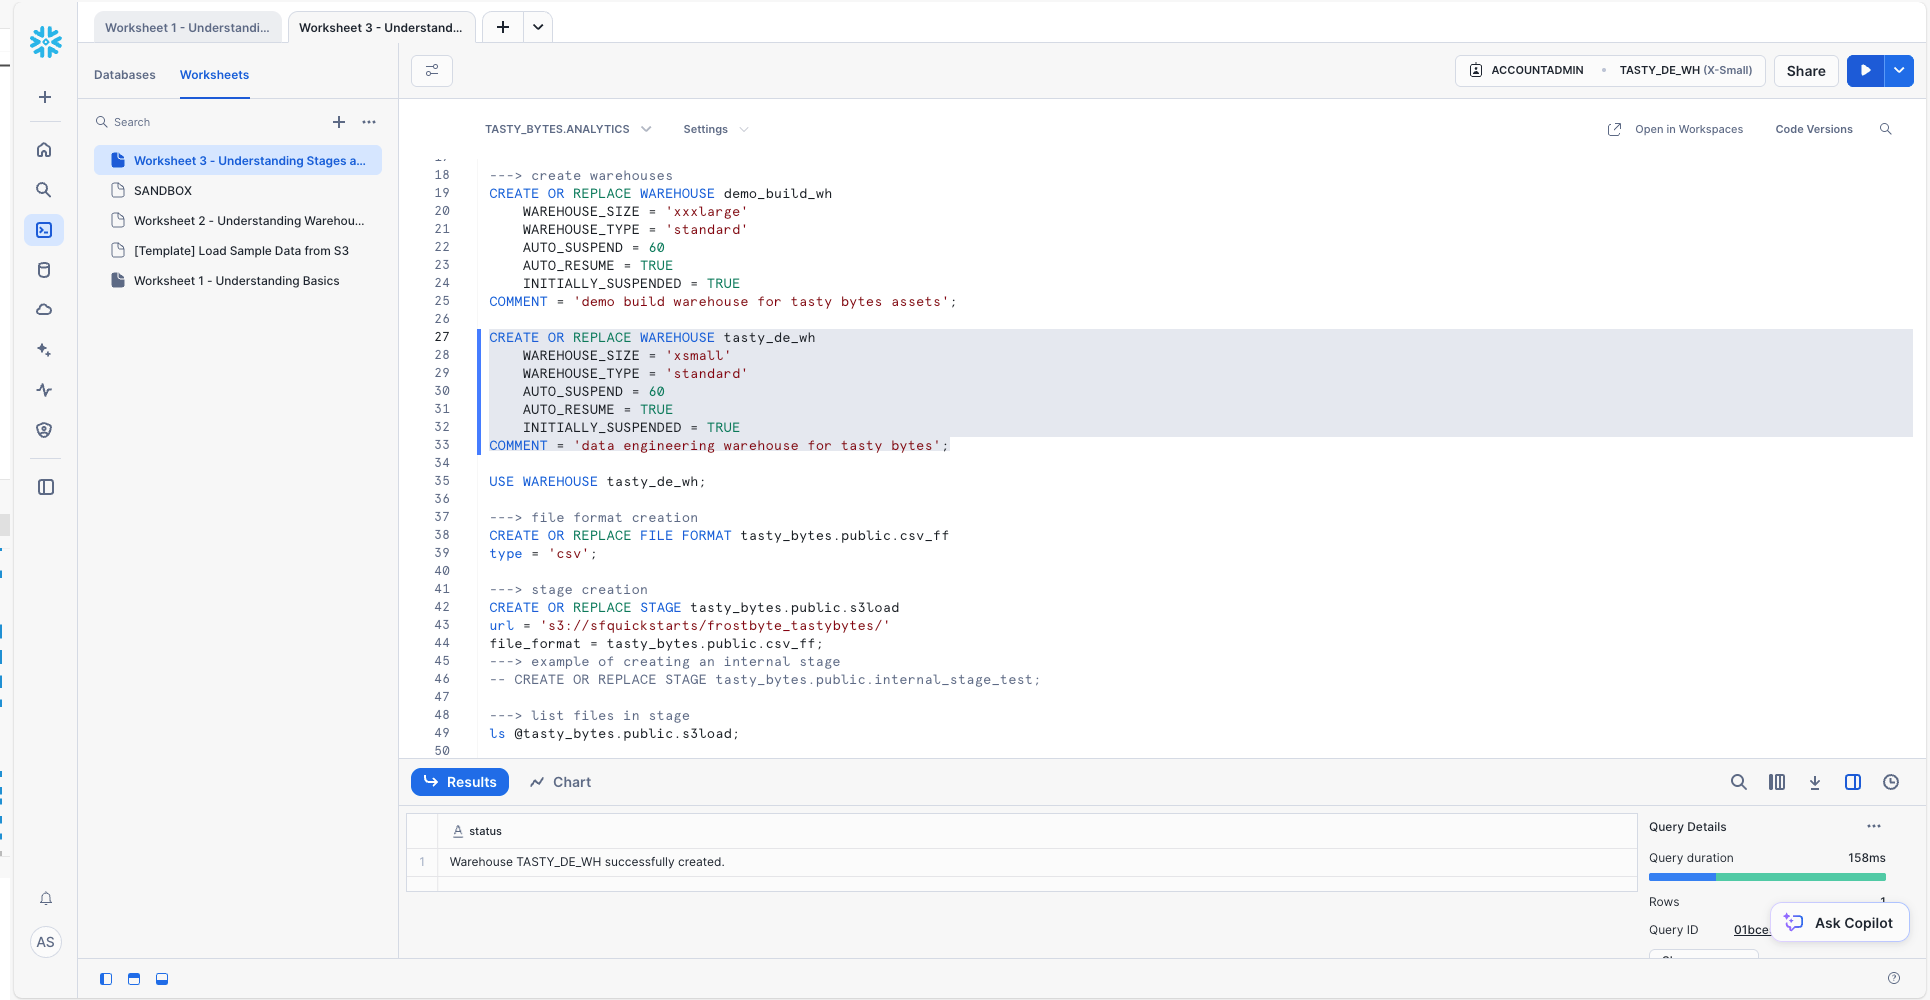 Worksheet 1 - Understandi...
Worksheet 3 - Understand...
Databases
Worksheets
Search
Worksheet 3 - Understanding Stages a...
SANDBOX
Worksheet 2 - Understanding Warehou...
[Template] Load Sample Data from S3
Worksheet 1 - Understanding Basics
AS
ACCOUNTADMIN
TASTY_DE_WH (X-Small)
Share
TASTY_BYTES.ANALYTICS
Settings
Open in Workspaces
Code Versions
18 ---> create warehouses
19 CREATE OR REPLACE WAREHOUSE demo_build_wh
20 WAREHOUSE_SIZE = 'xxxlarge'
21 WAREHOUSE_TYPE = 'standard'
22 AUTO_SUSPEND = 60
23 AUTO_RESUME = TRUE
24 INITIALLY_SUSPENDED = TRUE
25 COMMENT = 'demo build warehouse for tasty bytes assets';
26
27 CREATE OR REPLACE WAREHOUSE tasty_de_wh
28 WAREHOUSE_SIZE = 'xsmall'
29 WAREHOUSE_TYPE = 'standard'
30 AUTO_SUSPEND = 60
31 AUTO_RESUME = TRUE
32 INITIALLY_SUSPENDED = TRUE
33 COMMENT = 'data engineering warehouse for tasty bytes';
34
35 USE WAREHOUSE tasty_de_wh;
36
37 ---> file format creation
38 CREATE OR REPLACE FILE FORMAT tasty_bytes.public.csv_ff
39 type = 'csv';
40
41 ---> stage creation
42 CREATE OR REPLACE STAGE tasty_bytes.public.s3load
43 url = 's3://sfquickstarts/frostbyte_tastybytes/'
44 file_format = tasty_bytes.public.csv_ff;
45 ---> example of creating an internal stage
46 -- CREATE OR REPLACE STAGE tasty_bytes.public.internal_stage_test;
47
48 ---> list files in stage
49 ls @tasty_bytes.public.s3load;
50
Results
Chart
A status
1 Warehouse TASTY_DE_WH successfully created.
Query Details
Query duration 158ms
Rows 1
Query ID 01bce
Ask Copilot